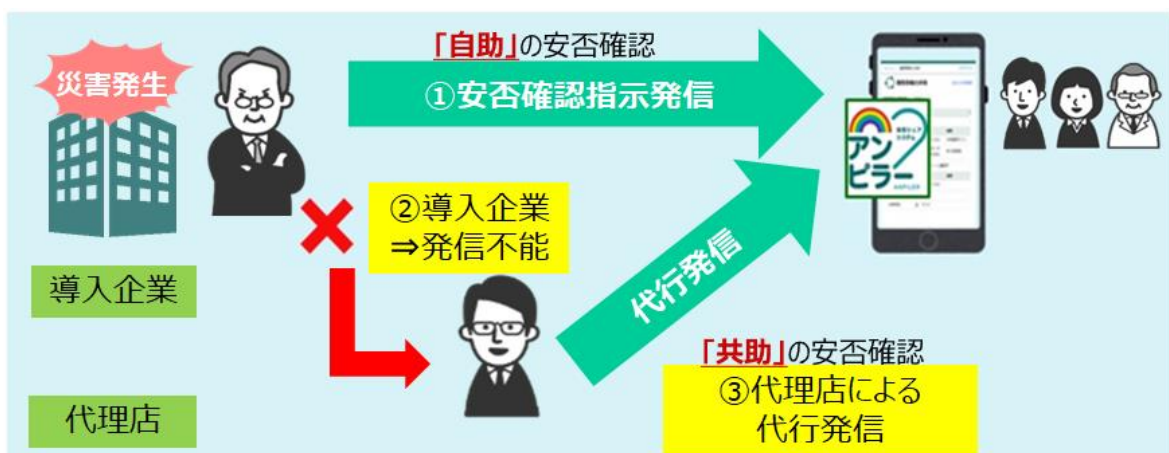 災害発生
「自助」の安否確認
①安否確認指示発信
②導入企業
⇒発信不能
導入企業
代行発信
「共助」の安否確認
③代理店による
代行発信
代理店
アン
ピラー